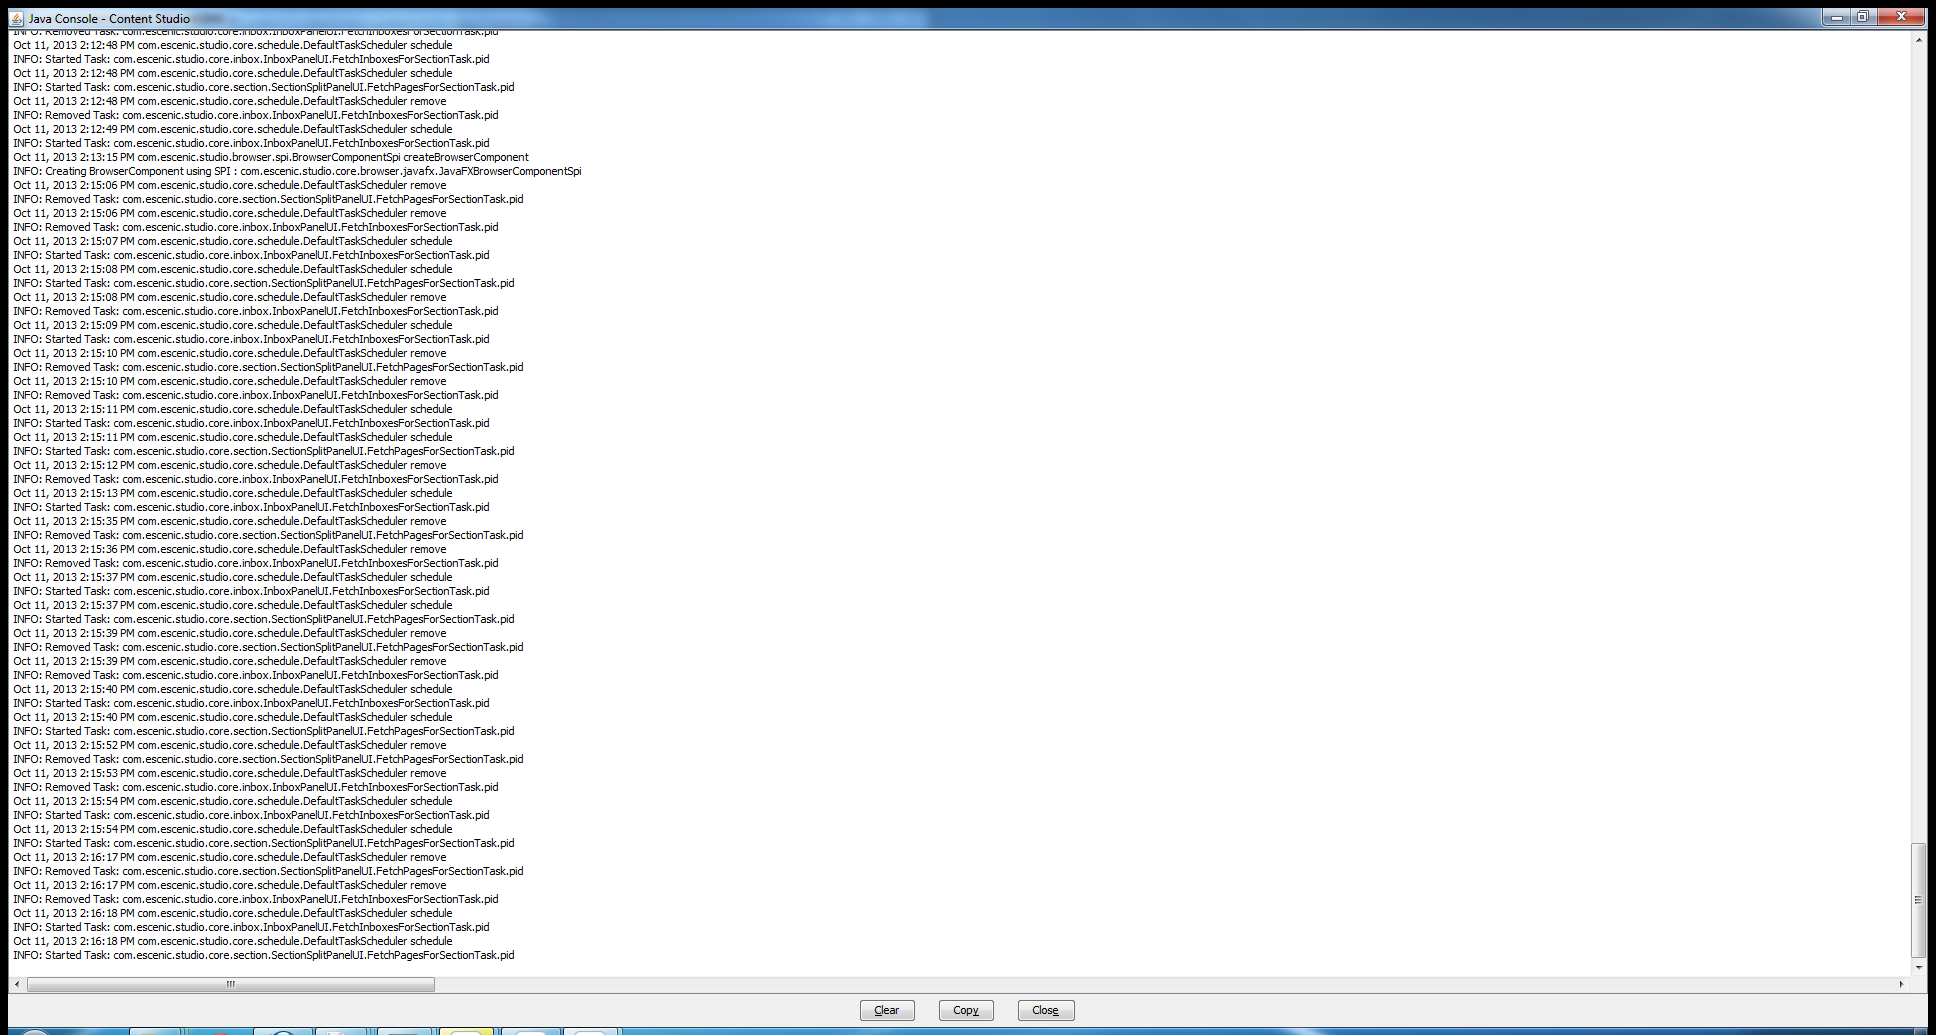 Java Console - Content Studio
INFO: Removed Task: com.escenic.studio.core.inbox.InboxPanelUI.FetchInboxesForSectionTask.pid
Oct 11, 2013 2:12:48 PM com.escenic.studio.core.schedule.DefaultTaskScheduler schedule
INFO: Started Task: com.escenic.studio.core.inbox.InboxPanelUI.FetchInboxesForSectionTask.pid
Oct 11, 2013 2:12:48 PM com.escenic.studio.core.schedule.DefaultTaskScheduler schedule
INFO: Started Task: com.escenic.studio.core.section.SectionSplitPanelUI.FetchPagesForSectionTask.pid
Oct 11, 2013 2:12:48 PM com.escenic.studio.core.schedule.DefaultTaskScheduler remove
INFO: Removed Task: com.escenic.studio.core.inbox.InboxPanelUI.FetchInboxesForSectionTask.pid
Oct 11, 2013 2:12:49 PM com.escenic.studio.core.schedule.DefaultTaskScheduler schedule
INFO: Started Task: com.escenic.studio.core.inbox.InboxPanelUI.FetchInboxesForSectionTask.pid
Oct 11, 2013 2:13:15 PM com.escenic.studio.browser.spi.BrowserComponentSpi createBrowserComponent
INFO: Creating BrowserComponent using SPI : com.escenic.studio.core.browser.javafx.JavaFXBrowserComponentSpi
Oct 11, 2013 2:15:06 PM com.escenic.studio.core.schedule.DefaultTaskScheduler remove
INFO: Removed Task: com.escenic.studio.core.section.SectionSplitPanelUI.FetchPagesForSectionTask.pid
Oct 11, 2013 2:15:06 PM com.escenic.studio.core.schedule.DefaultTaskScheduler remove
INFO: Removed Task: com.escenic.studio.core.inbox.InboxPanelUI.FetchInboxesForSectionTask.pid
Oct 11, 2013 2:15:07 PM com.escenic.studio.core.schedule.DefaultTaskScheduler schedule
INFO: Started Task: com.escenic.studio.core.inbox.InboxPanelUI.FetchInboxesForSectionTask.pid
Oct 11, 2013 2:15:08 PM com.escenic.studio.core.schedule.DefaultTaskScheduler schedule
INFO: Started Task: com.escenic.studio.core.section.SectionSplitPanelUI.FetchPagesForSectionTask.pid
Oct 11, 2013 2:15:08 PM com.escenic.studio.core.schedule.DefaultTaskScheduler remove
INFO: Removed Task: com.escenic.studio.core.inbox.InboxPanelUI.FetchInboxesForSectionTask.pid
Oct 11, 2013 2:15:09 PM com.escenic.studio.core.schedule.DefaultTaskScheduler schedule
INFO: Started Task: com.escenic.studio.core.inbox.InboxPanelUI.FetchInboxesForSectionTask.pid
Oct 11, 2013 2:15:10 PM com.escenic.studio.core.schedule.DefaultTaskScheduler remove
INFO: Removed Task: com.escenic.studio.core.section.SectionSplitPanelUI.FetchPagesForSectionTask.pid
Oct 11, 2013 2:15:10 PM com.escenic.studio.core.schedule.DefaultTaskScheduler remove
INFO: Removed Task: com.escenic.studio.core.inbox.InboxPanelUI.FetchInboxesForSectionTask.pid
Oct 11, 2013 2:15:11 PM com.escenic.studio.core.schedule.DefaultTaskScheduler schedule
INFO: Started Task: com.escenic.studio.core.inbox.InboxPanelUI.FetchInboxesForSectionTask.pid
Oct 11, 2013 2:15:11 PM com.escenic.studio.core.schedule.DefaultTaskScheduler schedule
INFO: Started Task: com.escenic.studio.core.section.SectionSplitPanelUI.FetchPagesForSectionTask.pid
Oct 11, 2013 2:15:12 PM com.escenic.studio.core.schedule.DefaultTaskScheduler remove
INFO: Removed Task: com.escenic.studio.core.inbox.InboxPanelUI.FetchInboxesForSectionTask.pid
Oct 11, 2013 2:15:13 PM com.escenic.studio.core.schedule.DefaultTaskScheduler schedule
INFO: Started Task: com.escenic.studio.core.inbox.InboxPanelUI.FetchInboxesForSectionTask.pid
Oct 11, 2013 2:15:35 PM com.escenic.studio.core.schedule.DefaultTaskScheduler remove
INFO: Removed Task: com.escenic.studio.core.section.SectionSplitPanelUI.FetchPagesForSectionTask.pid
Oct 11, 2013 2:15:36 PM com.escenic.studio.core.schedule.DefaultTaskScheduler remove
INFO: Removed Task: com.escenic.studio.core.inbox.InboxPanelUI.FetchInboxesForSectionTask.pid
Oct 11, 2013 2:15:37 PM com.escenic.studio.core.schedule.DefaultTaskScheduler schedule
INFO: Started Task: com.escenic.studio.core.inbox.InboxPanelUI.FetchInboxesForSectionTask.pid
Oct 11, 2013 2:15:37 PM com.escenic.studio.core.schedule.DefaultTaskScheduler schedule
INFO: Started Task: com.escenic.studio.core.section.SectionSplitPanelUI.FetchPagesForSectionTask.pid
Oct 11, 2013 2:15:39 PM com.escenic.studio.core.schedule.DefaultTaskScheduler remove
INFO: Removed Task: com.escenic.studio.core.section.SectionSplitPanelUI.FetchPagesForSectionTask.pid
Oct 11, 2013 2:15:39 PM com.escenic.studio.core.schedule.DefaultTaskScheduler remove
INFO: Removed Task: com.escenic.studio.core.inbox.InboxPanelUI.FetchInboxesForSectionTask.pid
Oct 11, 2013 2:15:40 PM com.escenic.studio.core.schedule.DefaultTaskScheduler schedule
INFO: Started Task: com.escenic.studio.core.inbox.InboxPanelUI.FetchInboxesForSectionTask.pid
Oct 11, 2013 2:15:40 PM com.escenic.studio.core.schedule.DefaultTaskScheduler schedule
INFO: Started Task: com.escenic.studio.core.section.SectionSplitPanelUI.FetchPagesForSectionTask.pid
Oct 11, 2013 2:15:52 PM com.escenic.studio.core.schedule.DefaultTaskScheduler remove
INFO: Removed Task: com.escenic.studio.core.section.SectionSplitPanelUI.FetchPagesForSectionTask.pid
Oct 11, 2013 2:15:53 PM com.escenic.studio.core.schedule.DefaultTaskScheduler remove
INFO: Removed Task: com.escenic.studio.core.inbox.InboxPanelUI.FetchInboxesForSectionTask.pid
Oct 11, 2013 2:15:54 PM com.escenic.studio.core.schedule.DefaultTaskScheduler schedule
INFO: Started Task: com.escenic.studio.core.inbox.InboxPanelUI.FetchInboxesForSectionTask.pid
Oct 11, 2013 2:15:54 PM com.escenic.studio.core.schedule.DefaultTaskScheduler schedule
INFO: Started Task: com.escenic.studio.core.section.SectionSplitPanelUI.FetchPagesForSectionTask.pid
Oct 11, 2013 2:16:17 PM com.escenic.studio.core.schedule.DefaultTaskScheduler remove
INFO: Removed Task: com.escenic.studio.core.section.SectionSplitPanelUI.FetchPagesForSectionTask.pid
Oct 11, 2013 2:16:17 PM com.escenic.studio.core.schedule.DefaultTaskScheduler remove
INFO: Removed Task: com.escenic.studio.core.inbox.InboxPanelUI.FetchInboxesForSectionTask.pid
Oct 11, 2013 2:16:18 PM com.escenic.studio.core.schedule.DefaultTaskScheduler schedule
INFO: Started Task: com.escenic.studio.core.inbox.InboxPanelUI.FetchInboxesForSectionTask.pid
Oct 11, 2013 2:16:18 PM com.escenic.studio.core.schedule.DefaultTaskScheduler schedule
INFO: Started Task: com.escenic.studio.core.section.SectionSplitPanelUI.FetchPagesForSectionTask.pid
Clear Copy Close